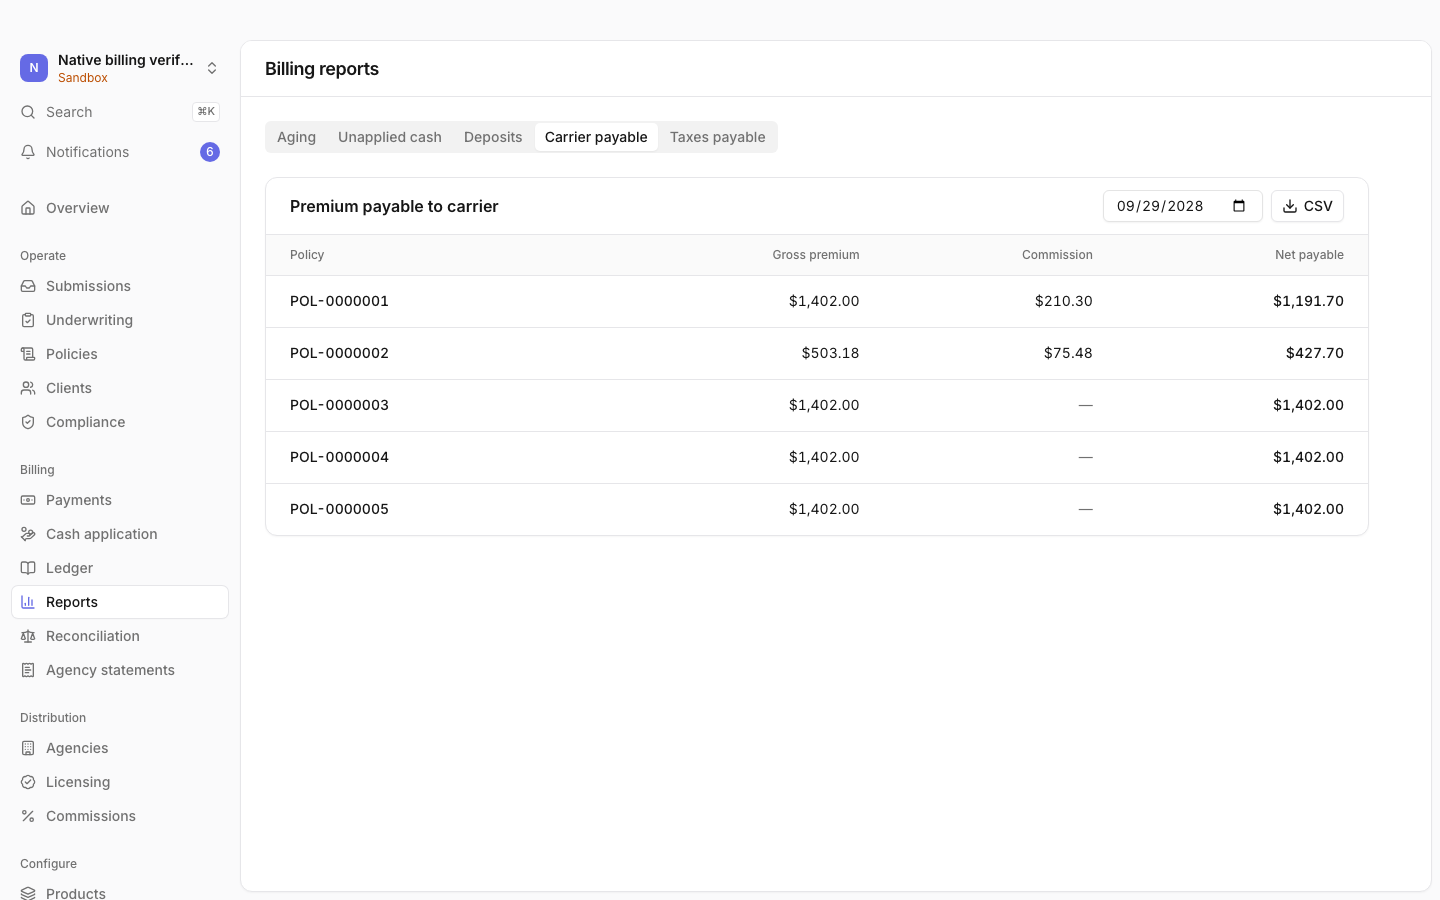 N
Native billing verif...
Sandbox
Search
⌘K
Notifications
6
Overview
Operate
Submissions
Underwriting
Policies
Clients
Compliance
Billing
Payments
Cash application
Ledger
Reports
Reconciliation
Agency statements
Distribution
Agencies
Licensing
Commissions
Configure
Products
Billing reports
Aging Unapplied cash Deposits Carrier payable Taxes payable
Premium payable to carrier
09/29/2028
CSV
Policy Gross premium Commission Net payable
POL-0000001 $1,402.00 $210.30 $1,191.70
POL-0000002 $503.18 $75.48 $427.70
POL-0000003 $1,402.00 — $1,402.00
POL-0000004 $1,402.00 — $1,402.00
POL-0000005 $1,402.00 — $1,402.00